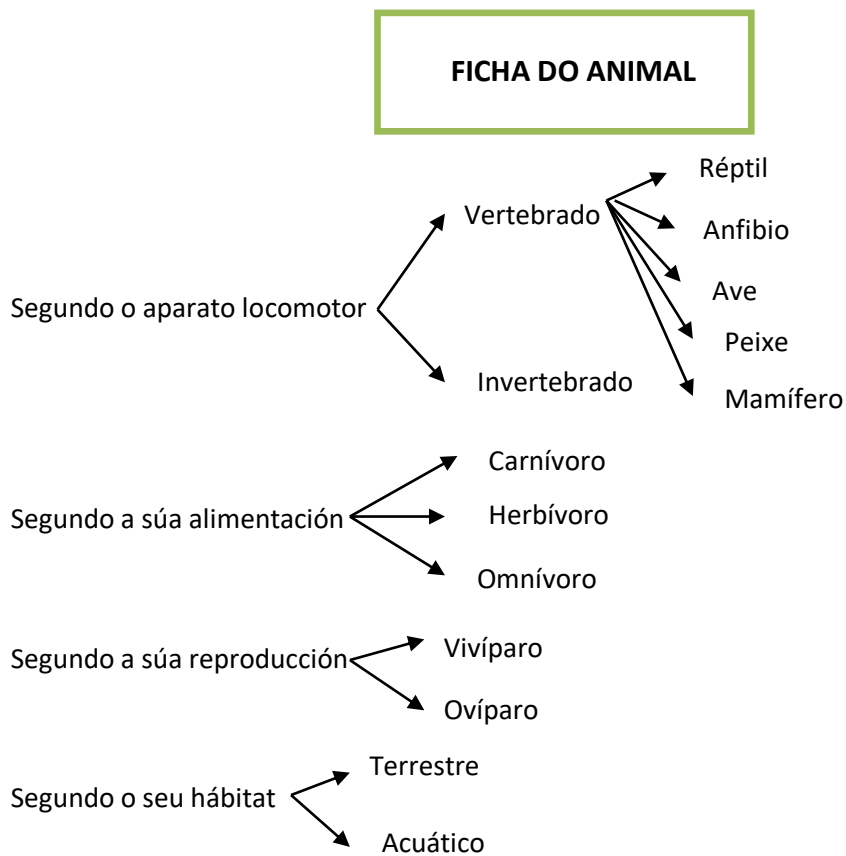 FICHA DO ANIMAL
Réptil
Vertebrado
Anfibio
Ave
Segundo o aparato locomotor
Peixe
Invertebrado
Mamífero
Carnívoro
Segundo a súa alimentación
Herbívoro
Omnívoro
Segundo a súa reproducción
Vivíparo
Ovíparo
Terrestre
Segundo o seu hábitat
Acuático